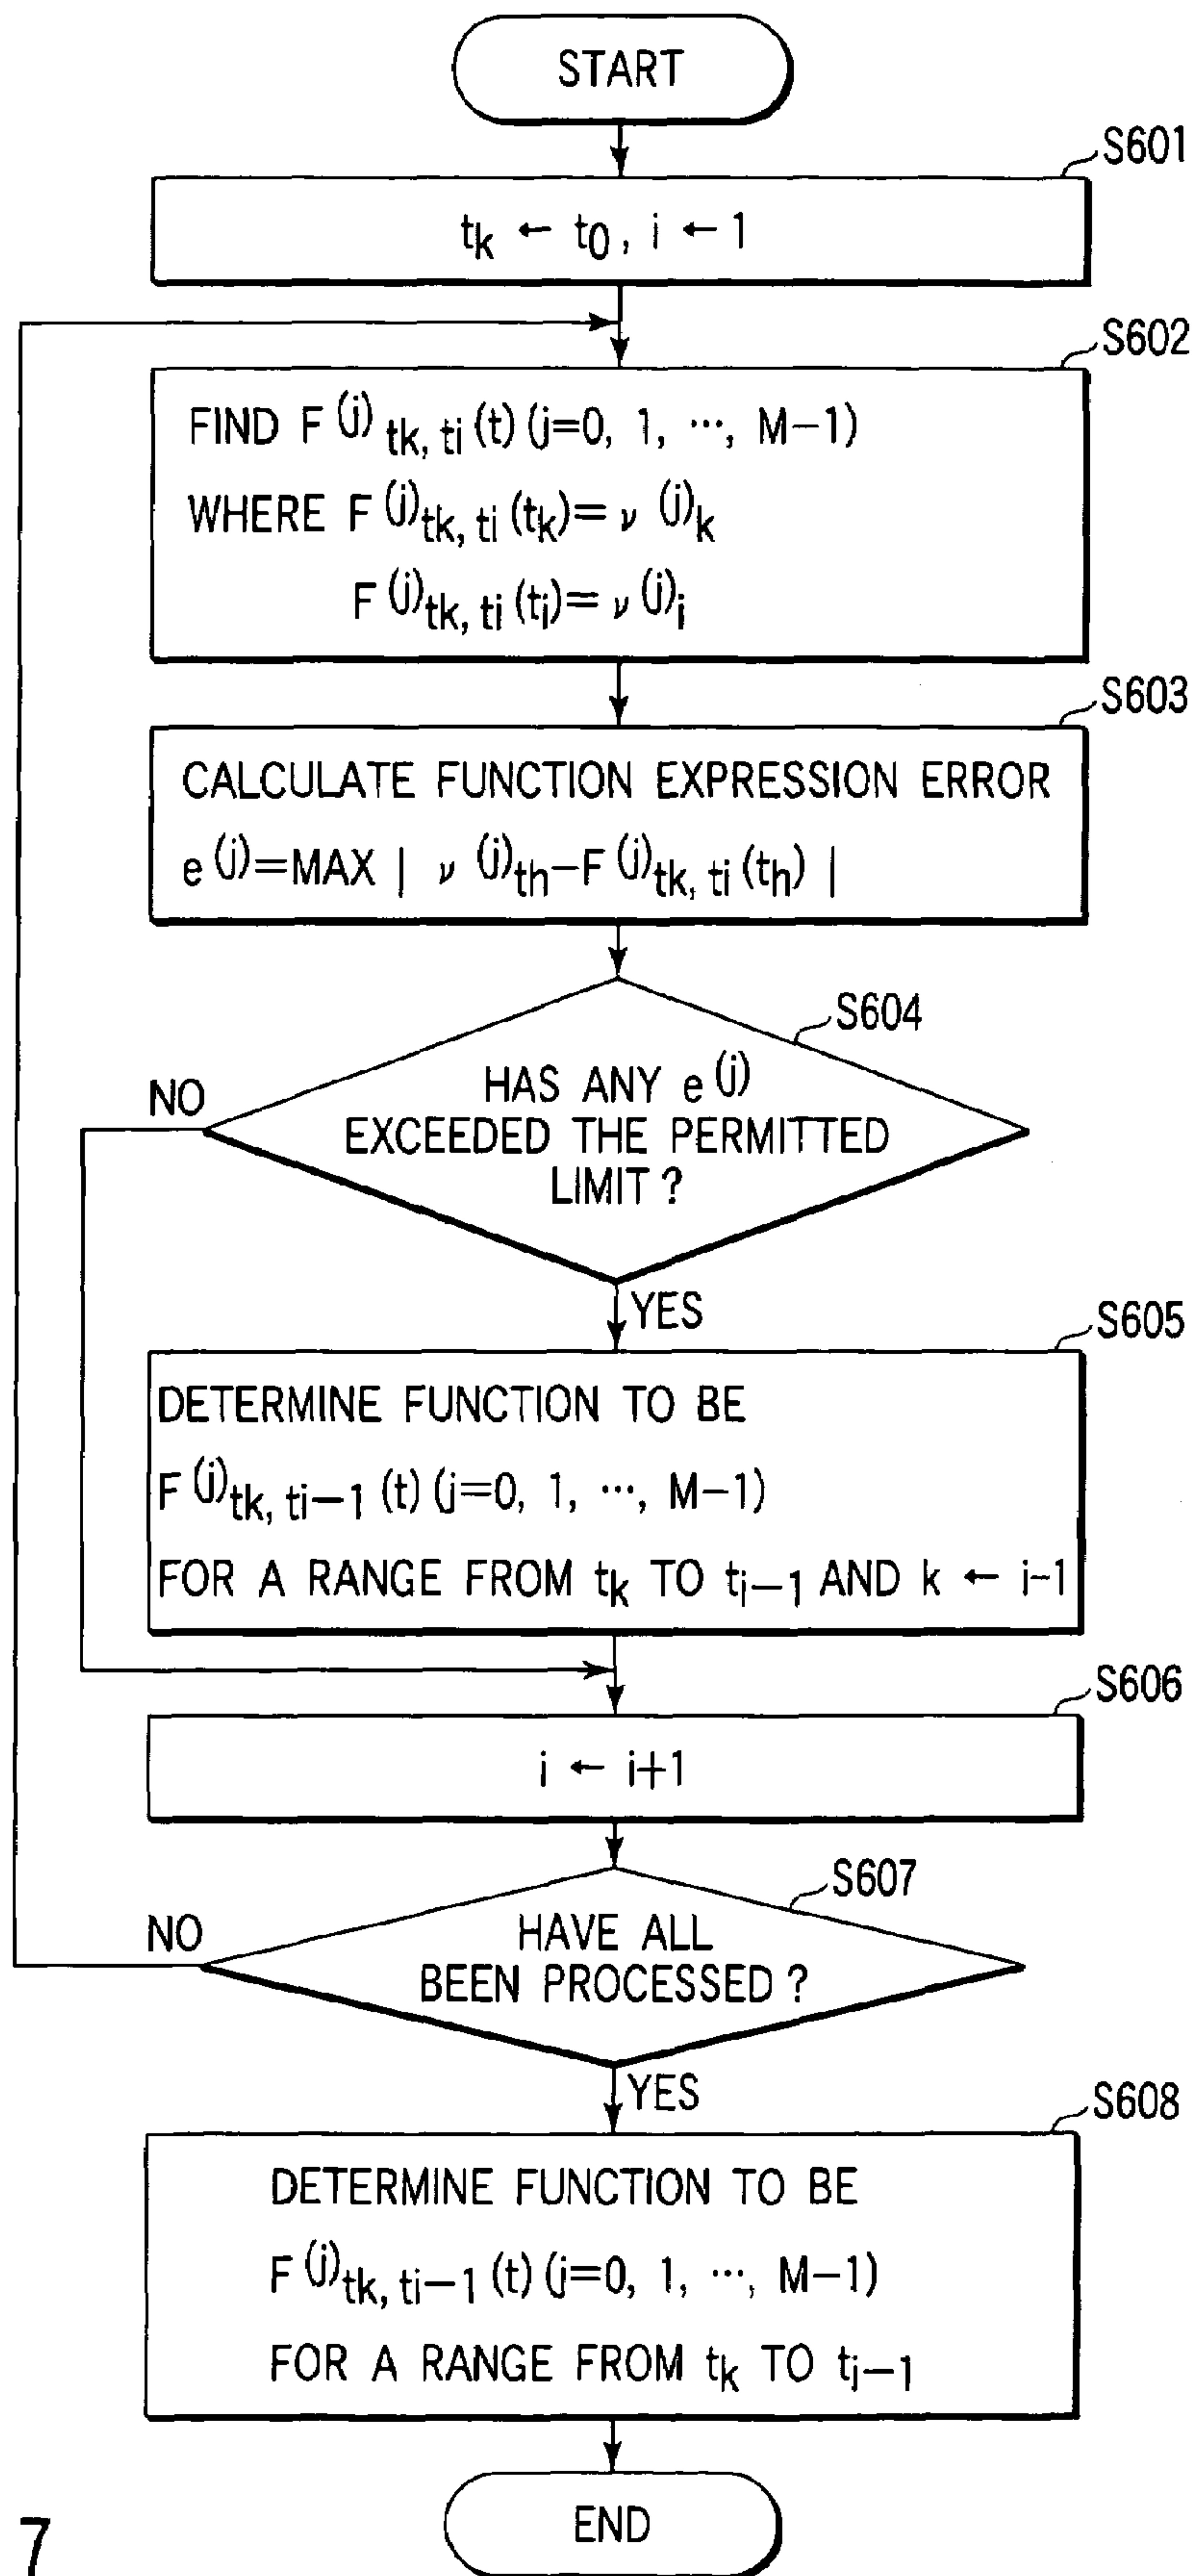 START
S601
tk ← t0, i ← 1
S602
FIND F(j)tk, ti (t) (j=0, 1, ···, M−1)
WHERE F(j)tk, ti (tk)= ν (j)k
F(j)tk, ti (ti)= ν (j)i
S603
CALCULATE FUNCTION EXPRESSION ERROR
e(j)=MAX | ν (j)th−F(j)tk, ti (th) |
S604
HAS ANY e(j)
EXCEEDED THE PERMITTED
LIMIT ?
NO
YES
S605
DETERMINE FUNCTION TO BE
F(j)tk, ti−1 (t) (j=0, 1, ···, M−1)
FOR A RANGE FROM tk TO ti−1 AND k ← i−1
S606
i ← i+1
S607
HAVE ALL
BEEN PROCESSED ?
NO
YES
S608
DETERMINE FUNCTION TO BE
F(j)tk, ti−1 (t) (j=0, 1, ···, M−1)
FOR A RANGE FROM tk TO ti−1
END
7